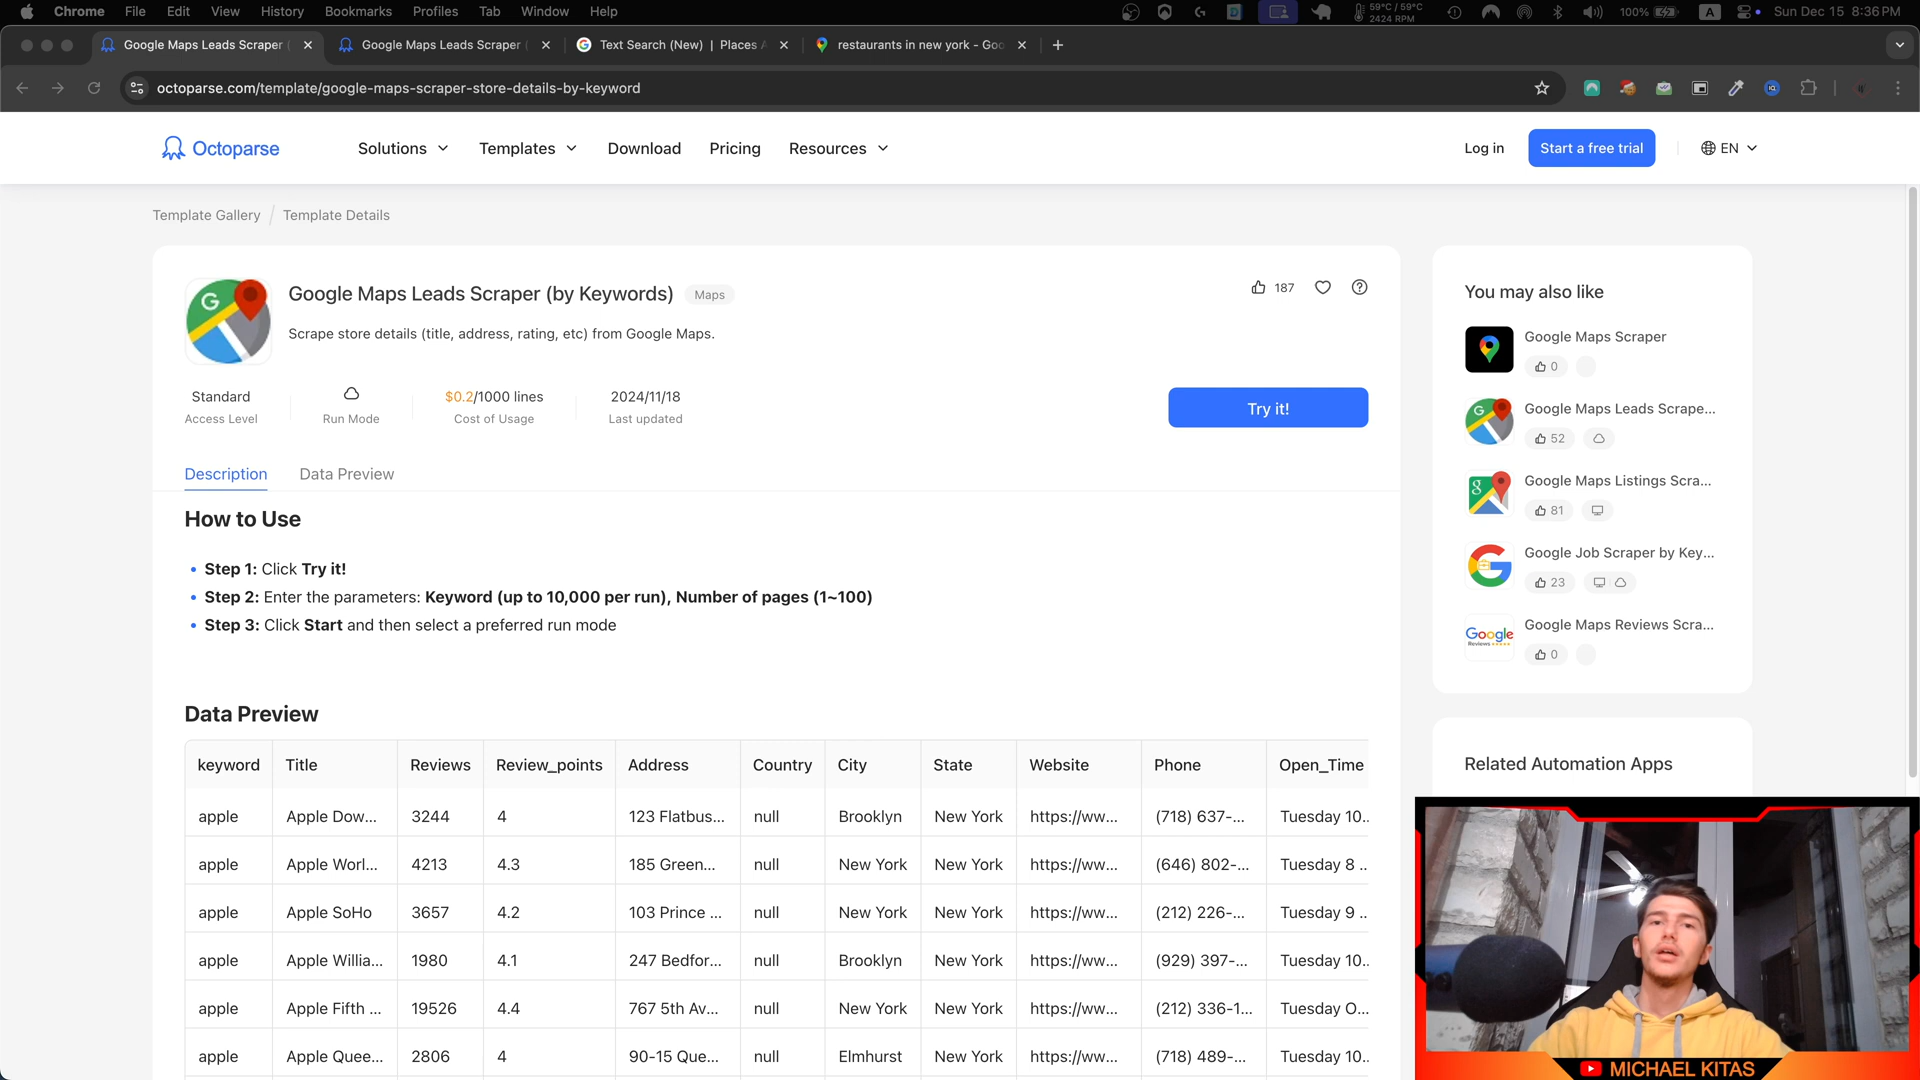 Chrome File Edit View History Bookmarks Profiles Tab Window Help 59°C / 59°C 2424 RPM 100% A Sun Dec 15 8:36 PM
Google Maps Leads Scraper Google Maps Leads Scraper Text Search (New) | Places restaurants in new york - Goo
octoparse.com/template/google-maps-scraper-store-details-by-keyword
Octoparse Solutions Templates Download Pricing Resources Log in Start a free trial EN
Template Gallery / Template Details
Google Maps Leads Scraper (by Keywords) Maps 187
Scrape store details (title, address, rating, etc) from Google Maps.
Standard $0.2/1000 lines 2024/11/18
Access Level Run Mode Cost of Usage Last updated
Try it!
Description Data Preview
How to Use
• Step 1: Click Try it!
• Step 2: Enter the parameters: Keyword (up to 10,000 per run), Number of pages (1~100)
• Step 3: Click Start and then select a preferred run mode
Data Preview
keyword Title Reviews Review_points Address Country City State Website Phone Open_Time
apple Apple Dow... 3244 4 123 Flatbus... null Brooklyn New York https://ww... (718) 637-... Tuesday 10..
apple Apple Worl... 4213 4.3 185 Green... null New York New York https://ww... (646) 802-... Tuesday 8 ..
apple Apple SoHo 3657 4.2 103 Prince ... null New York New York https://ww... (212) 226-... Tuesday 9 ..
apple Apple Willia... 1980 4.1 247 Bedfor... null Brooklyn New York https://ww... (929) 397-... Tuesday 10..
apple Apple Fifth ... 19526 4.4 767 5th Av... null New York New York https://ww... (212) 336-1... Tuesday O...
apple Apple Quee... 2806 4 90-15 Que... null Elmhurst New York https://ww... (718) 489-... Tuesday 10..
You may also like
Google Maps Scraper
0
Google Maps Leads Scrape...
52
Google Maps Listings Scra...
81
Google Job Scraper by Key...
23
Google Maps Reviews Scra...
Google
Reviews
0
Related Automation Apps
MICHAEL KITAS